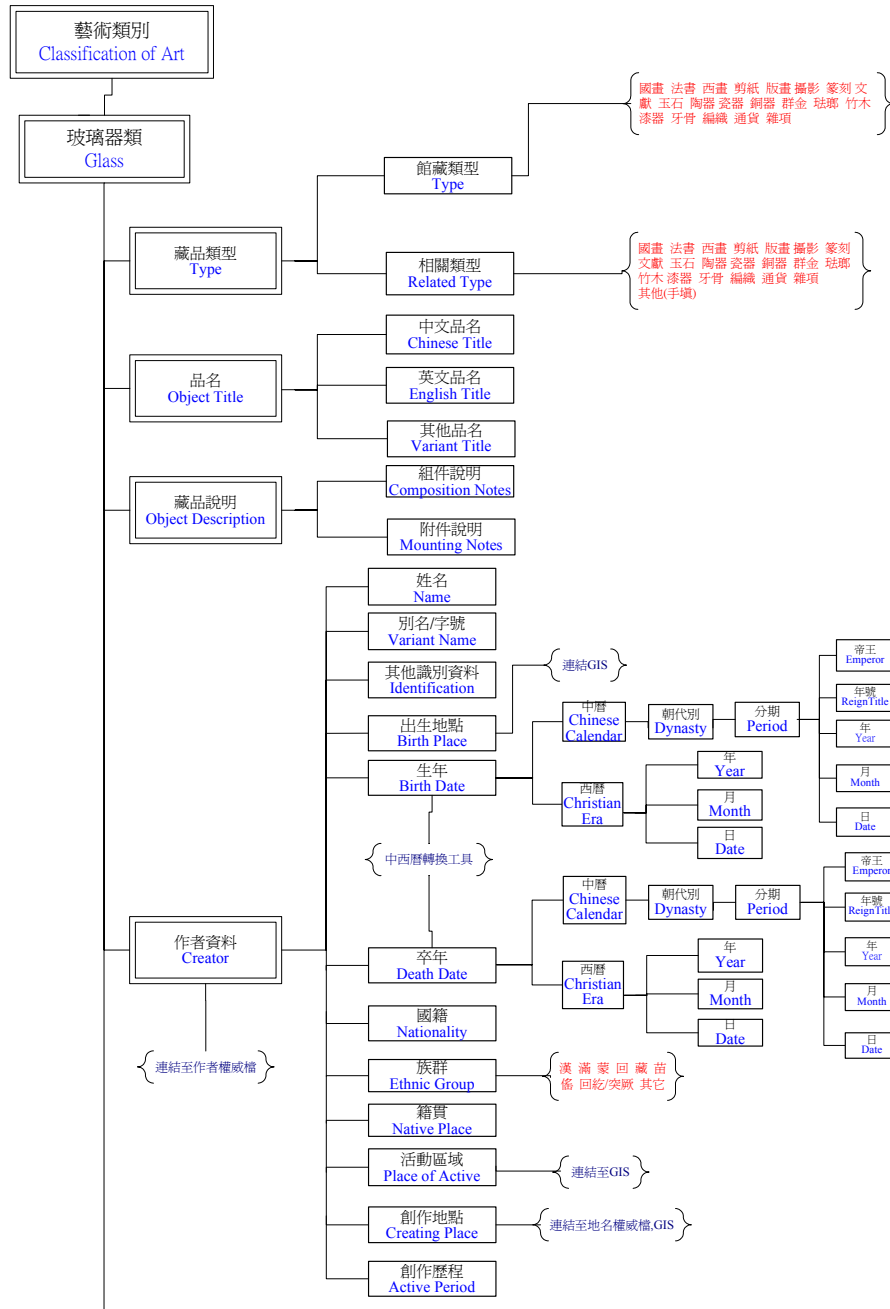 藝術類別
Classification of Art
玻璃器類
Glass
藏品類型
Type
館藏類型
Type
國畫 法書 西畫 剪紙 版畫 攝影 篆刻 文
獻 玉石 陶器 瓷器 銅器 群金 琺瑯 竹木
漆器 牙骨 編織 通貨 雜項
相關類型
Related Type
國畫 法書 西畫 剪紙 版畫 攝影 篆刻
文獻 玉石 陶器 瓷器 銅器 群金 琺瑯
竹木 漆器 牙骨 編織 通貨 雜項
其他(手塡)
品名
Object Title
中文品名
Chinese Title
英文品名
English Title
其他品名
Variant Title
藏品說明
Object Description
組件說明
Composition Notes
附件說明
Mounting Notes
作者資料
Creator
連結至作者權威檔
姓名
Name
別名/字號
Variant Name
其他識別資料
Identification
出生地點
Birth Place
連結GIS
生年
Birth Date
中曆
Chinese
Calendar
朝代別
Dynasty
分期
Period
帝王
Emperor
年號
ReignTitle
年
Year
月
Month
日
Date
西曆
Christian
Era
年
Year
月
Month
日
Date
中西曆轉換工具
卒年
Death Date
中曆
Chinese
Calendar
朝代別
Dynasty
分期
Period
帝王
Emperor
年號
ReignTitl
年
Year
月
Month
日
Date
西曆
Christian
Era
年
Year
月
Month
日
Date
國籍
Nationality
族群
Ethnic Group
漢 滿 蒙 回 藏 苗
傜 回紇/突厥 其它
籍貫
Native Place
活動區域
Place of Active
連結至GIS
創作地點
Creating Place
連結至地名權威檔,GIS
創作歷程
Active Period